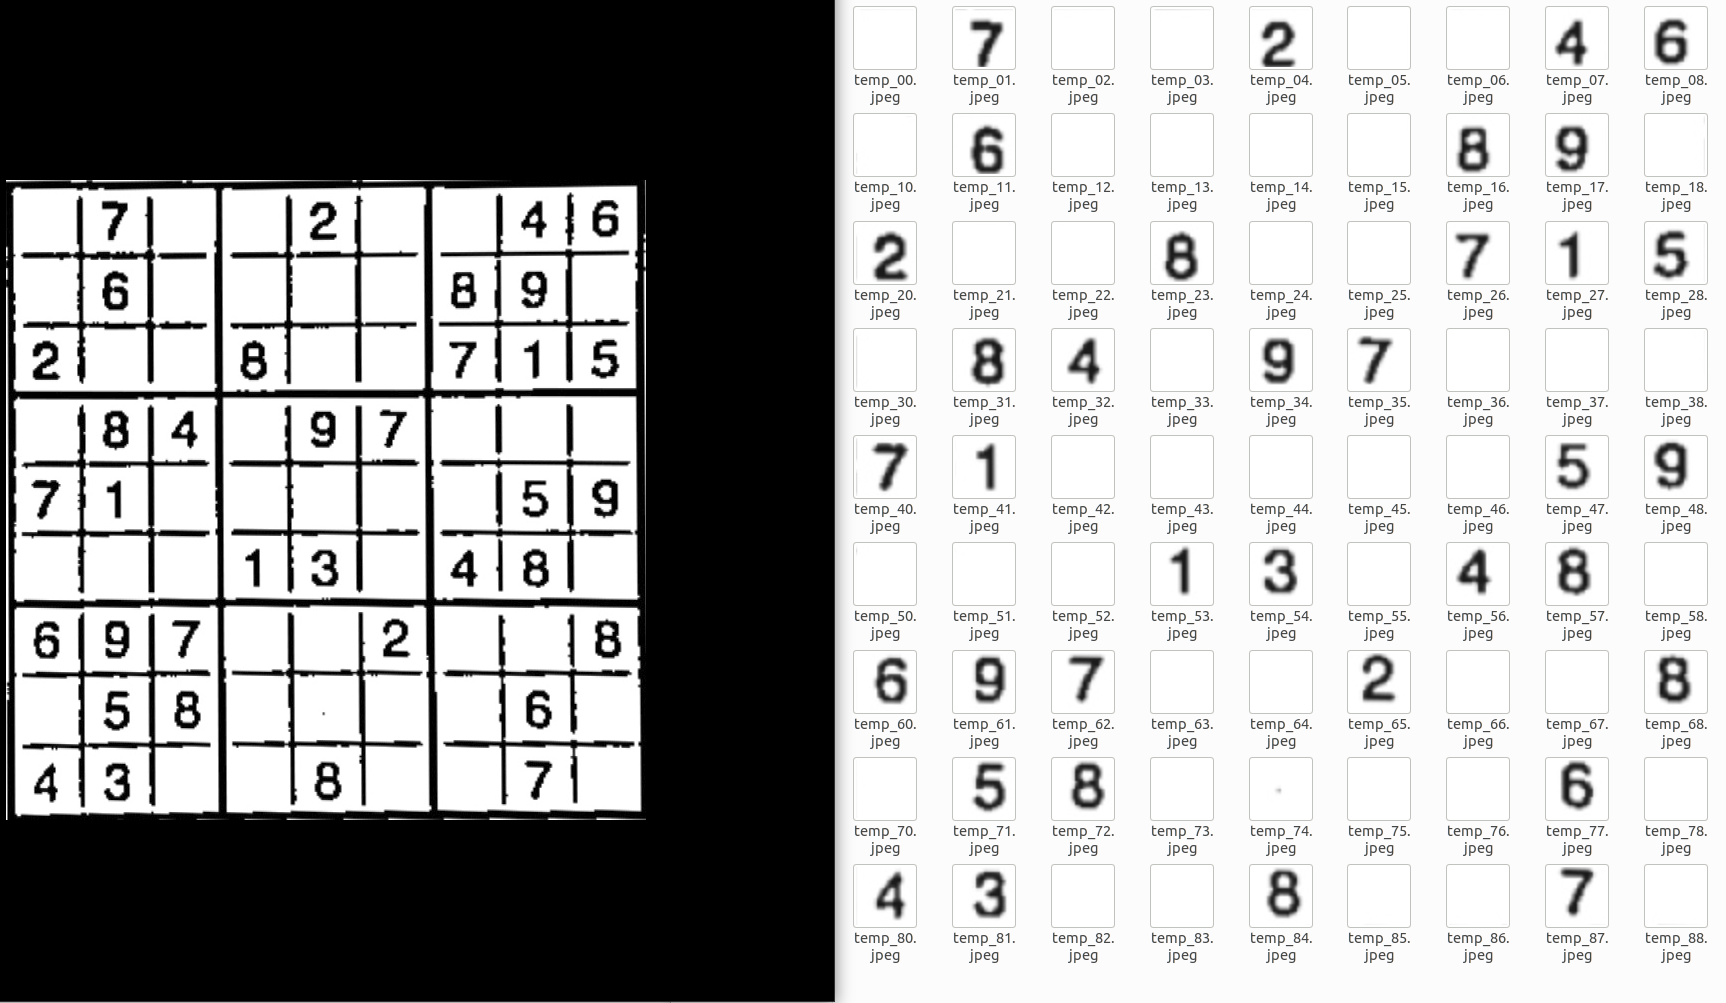 7 2 4 6
6 8 9
2 8 7 1 5
8 4 9 7
7 1 5 9
1 3 4 8
6 9 7 2 8
5 8 6
4 3 8 7
7 2 4 6
temp_00.jpeg temp_01.jpeg temp_02.jpeg temp_03.jpeg temp_04.jpeg temp_05.jpeg temp_06.jpeg temp_07.jpeg temp_08.jpeg
6 8 9
temp_10.jpeg temp_11.jpeg temp_12.jpeg temp_13.jpeg temp_14.jpeg temp_15.jpeg temp_16.jpeg temp_17.jpeg temp_18.jpeg
2 8 7 1 5
temp_20.jpeg temp_21.jpeg temp_22.jpeg temp_23.jpeg temp_24.jpeg temp_25.jpeg temp_26.jpeg temp_27.jpeg temp_28.jpeg
8 4 9 7
temp_30.jpeg temp_31.jpeg temp_32.jpeg temp_33.jpeg temp_34.jpeg temp_35.jpeg temp_36.jpeg temp_37.jpeg temp_38.jpeg
7 1 5 9
temp_40.jpeg temp_41.jpeg temp_42.jpeg temp_43.jpeg temp_44.jpeg temp_45.jpeg temp_46.jpeg temp_47.jpeg temp_48.jpeg
1 3 4 8
temp_50.jpeg temp_51.jpeg temp_52.jpeg temp_53.jpeg temp_54.jpeg temp_55.jpeg temp_56.jpeg temp_57.jpeg temp_58.jpeg
6 9 7 2 8
temp_60.jpeg temp_61.jpeg temp_62.jpeg temp_63.jpeg temp_64.jpeg temp_65.jpeg temp_66.jpeg temp_67.jpeg temp_68.jpeg
5 8 6
temp_70.jpeg temp_71.jpeg temp_72.jpeg temp_73.jpeg temp_74.jpeg temp_75.jpeg temp_76.jpeg temp_77.jpeg temp_78.jpeg
4 3 8 7
temp_80.jpeg temp_81.jpeg temp_82.jpeg temp_83.jpeg temp_84.jpeg temp_85.jpeg temp_86.jpeg temp_87.jpeg temp_88.jpeg